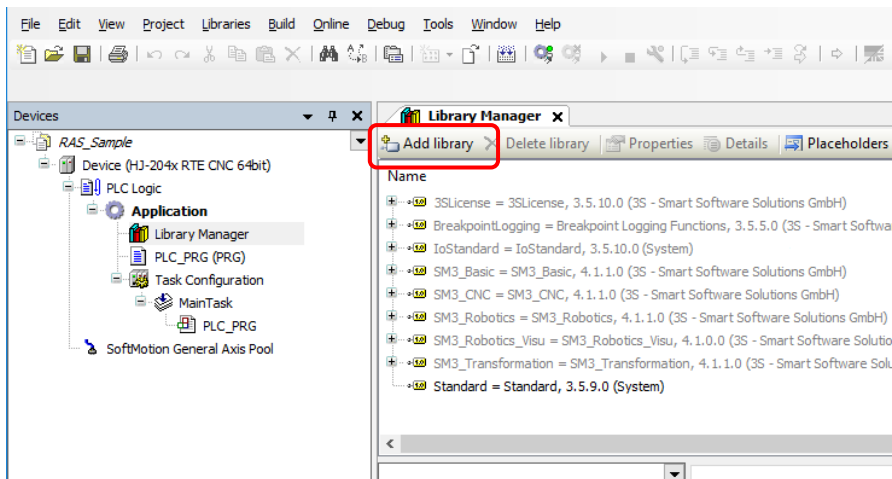 File Edit View Project Libraries Build Online Debug Tools Window Help
Devices
RAS_Sample
Device (HJ-204x RTE CNC 64bit)
PLC Logic
Application
Library Manager
PLC_PRG (PRG)
Task Configuration
MainTask
PLC_PRG
SoftMotion General Axis Pool
Library Manager
Add library Delete library Properties Details Placeholders
Name
3SLicense = 3SLicense, 3.5.10.0 (3S - Smart Software Solutions GmbH)
BreakpointLogging = Breakpoint Logging Functions, 3.5.5.0 (3S - Smart Softwa
IoStandard = IoStandard, 3.5.10.0 (System)
SM3_Basic = SM3_Basic, 4.1.1.0 (3S - Smart Software Solutions GmbH)
SM3_CNC = SM3_CNC, 4.1.1.0 (3S - Smart Software Solutions GmbH)
SM3_Robotics = SM3_Robotics, 4.1.1.0 (3S - Smart Software Solutions GmbH)
SM3_Robotics_Visu = SM3_Robotics_Visu, 4.1.0.0 (3S - Smart Software Solutio
SM3_Transformation = SM3_Transformation, 4.1.1.0 (3S - Smart Software Solu
Standard = Standard, 3.5.9.0 (System)